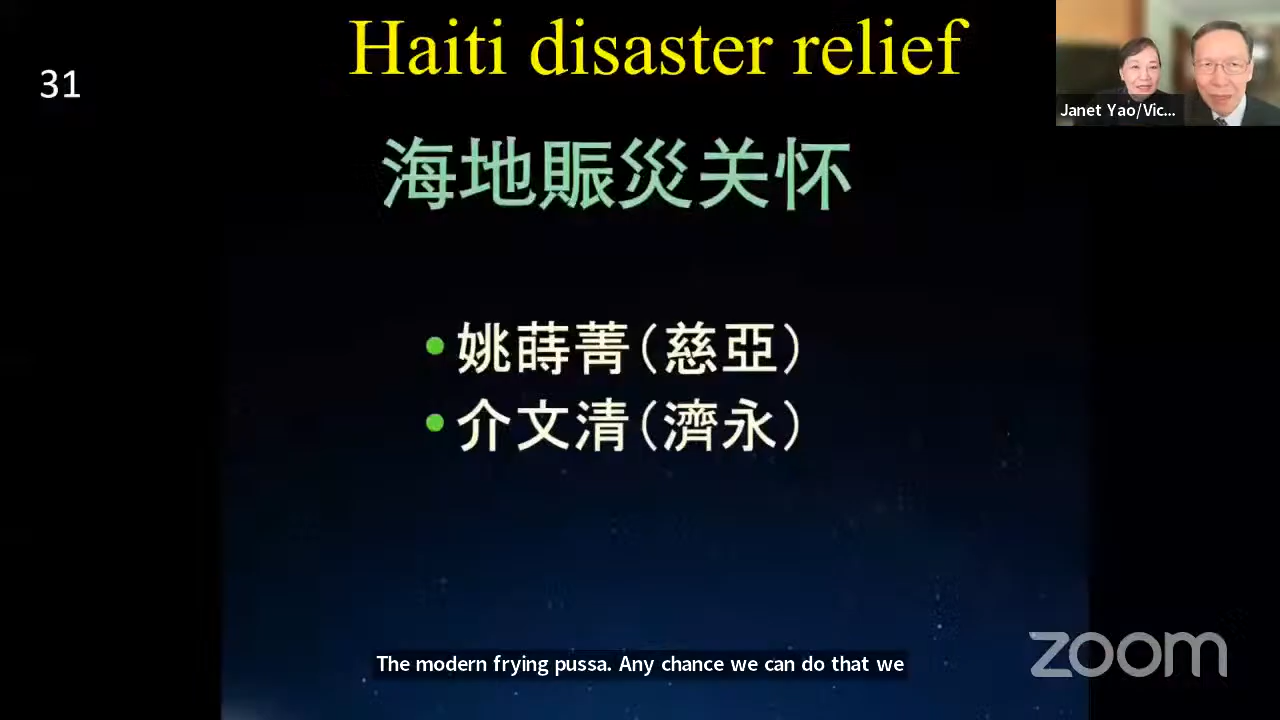 Haiti disaster relief
31
Janet Yao/Vic...
海地賑災关怀
• 姚蒔菁(慈亞)
• 介文清(濟永)
The modern frying pussa. Any chance we can do that we
zoom